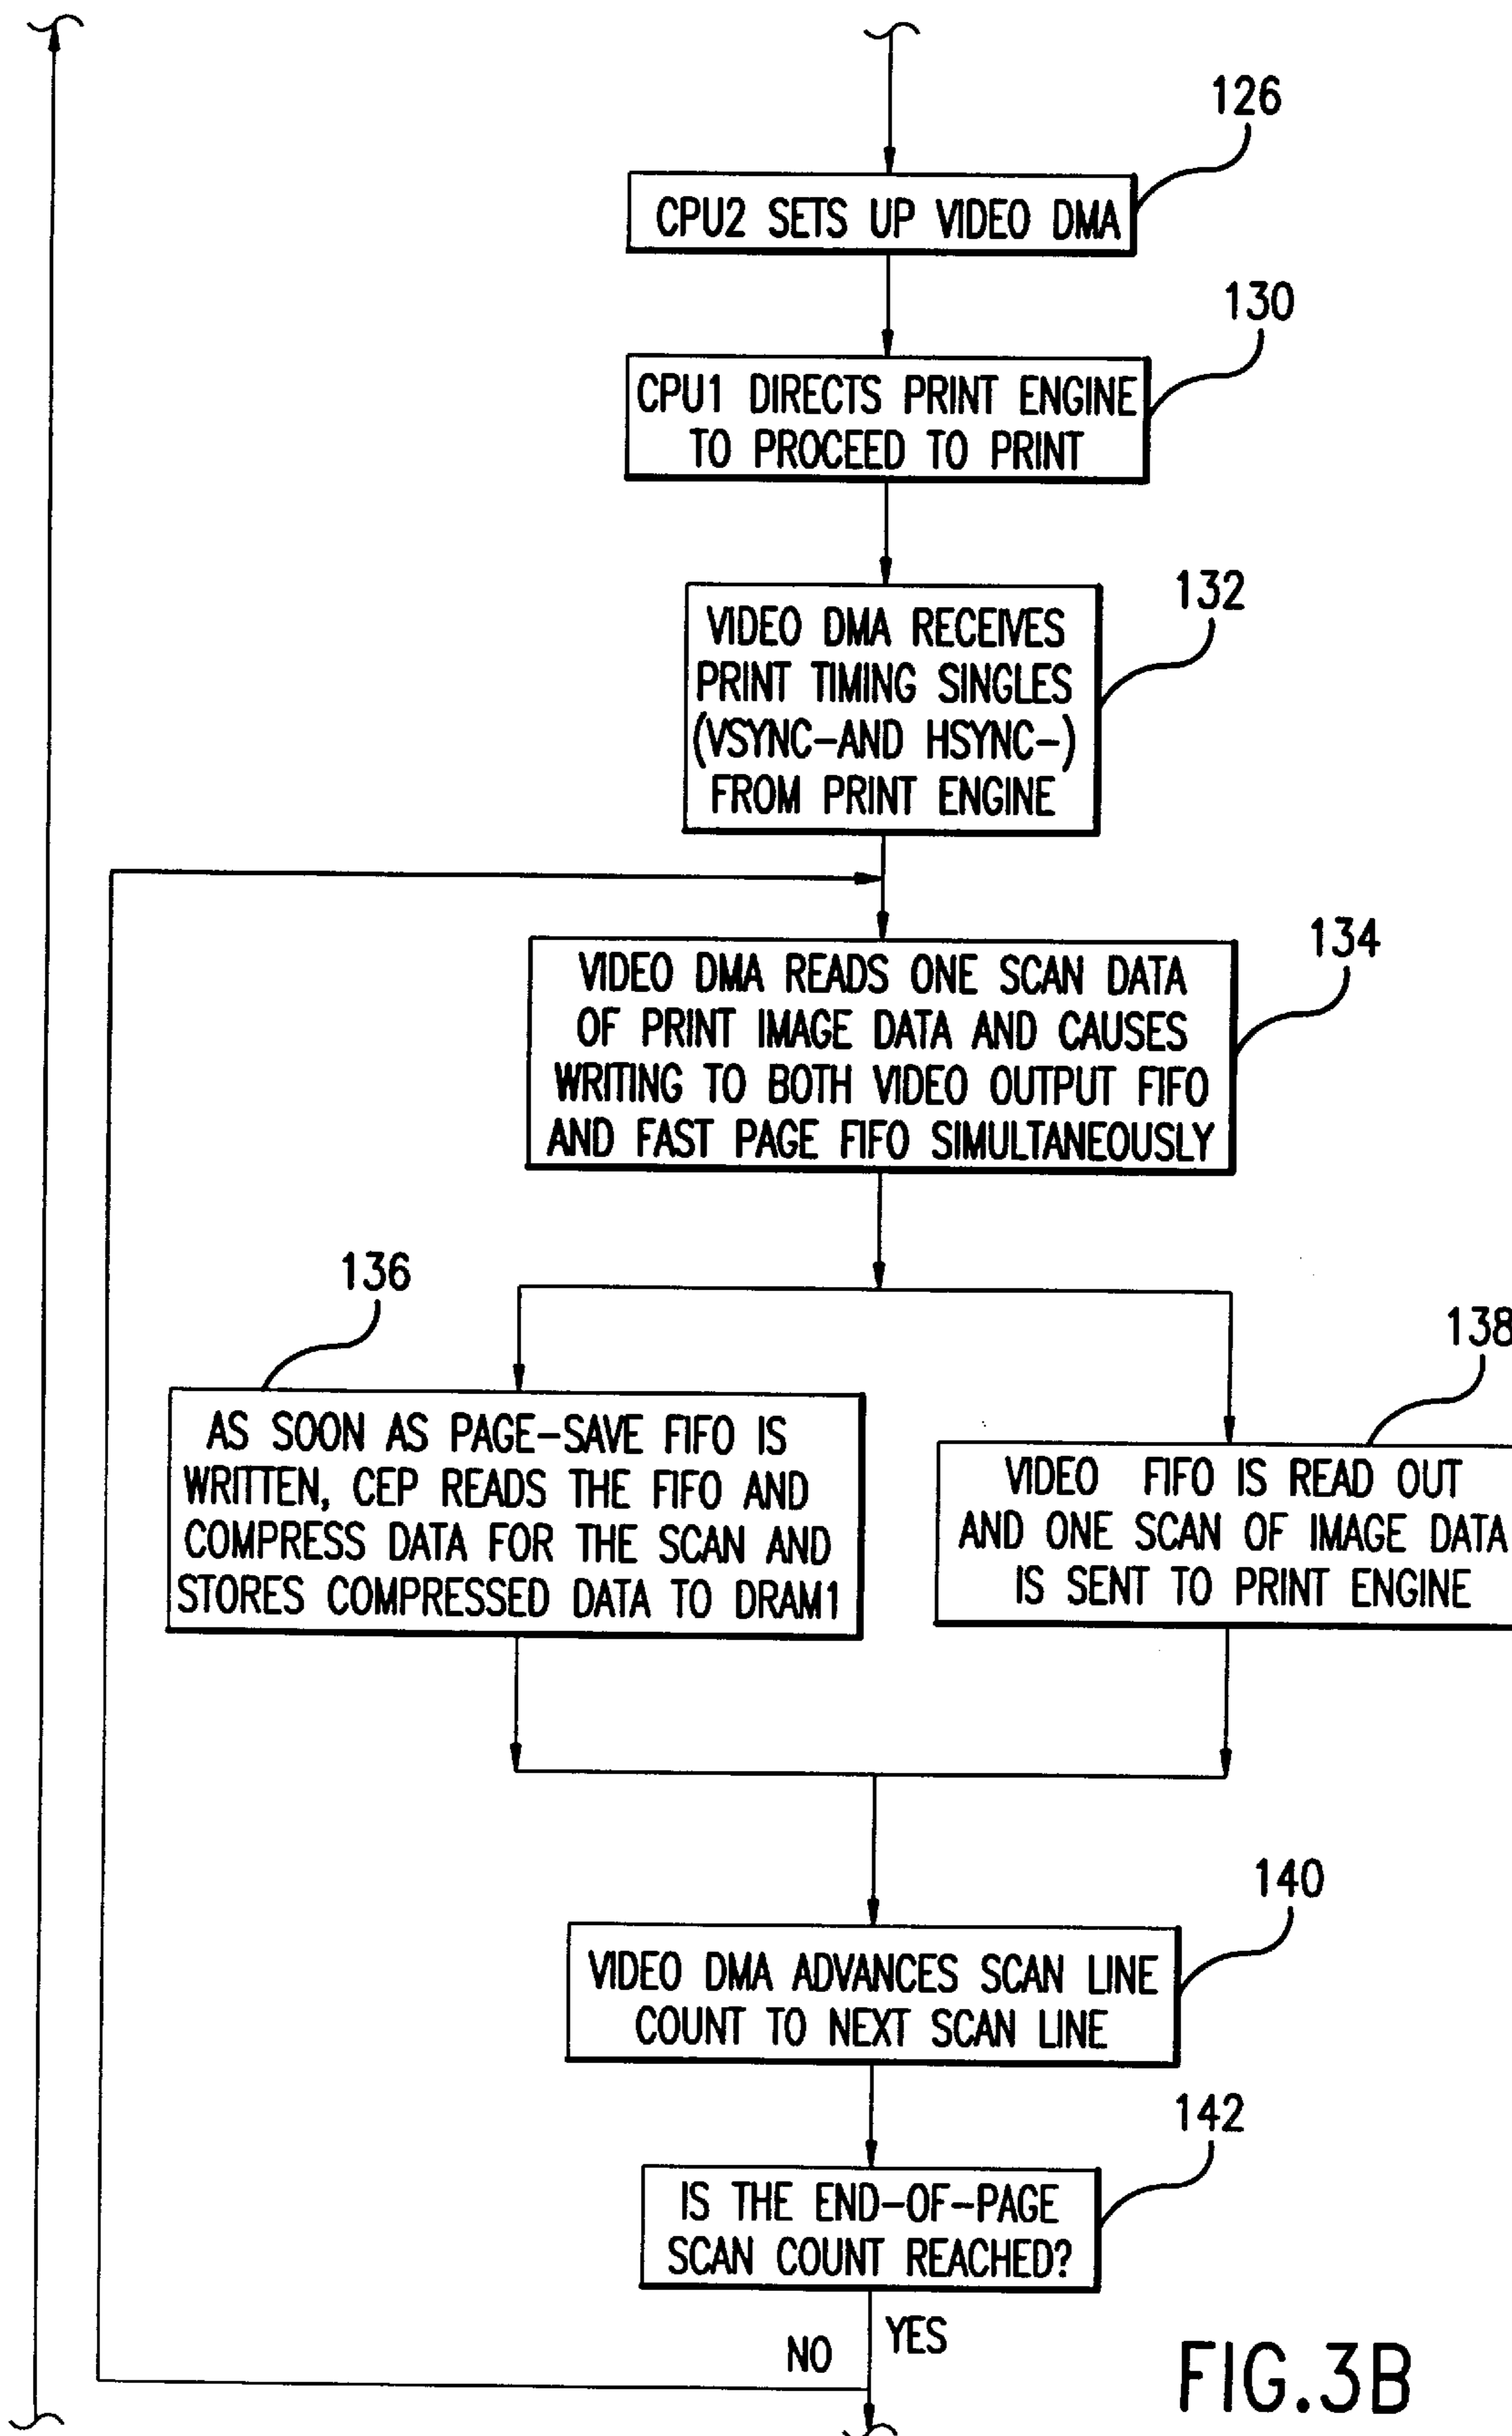 126
CPU2 SETS UP VIDEO DMA
130
CPU1 DIRECTS PRINT ENGINE
TO PROCEED TO PRINT
132
VIDEO DMA RECEIVES
PRINT TIMING SINGLES
(VSYNC-AND HSYNC-)
FROM PRINT ENGINE
134
VIDEO DMA READS ONE SCAN DATA
OF PRINT IMAGE DATA AND CAUSES
WRITING TO BOTH VIDEO OUTPUT FIFO
AND FAST PAGE FIFO SIMULTANEOUSLY
136
AS SOON AS PAGE-SAVE FIFO IS
WRITTEN, CEP READS THE FIFO AND
COMPRESS DATA FOR THE SCAN AND
STORES COMPRESSED DATA TO DRAM1
138
VIDEO FIFO IS READ OUT
AND ONE SCAN OF IMAGE DATA
IS SENT TO PRINT ENGINE
140
VIDEO DMA ADVANCES SCAN LINE
COUNT TO NEXT SCAN LINE
142
IS THE END-OF-PAGE
SCAN COUNT REACHED?
NO
YES
FIG.3B